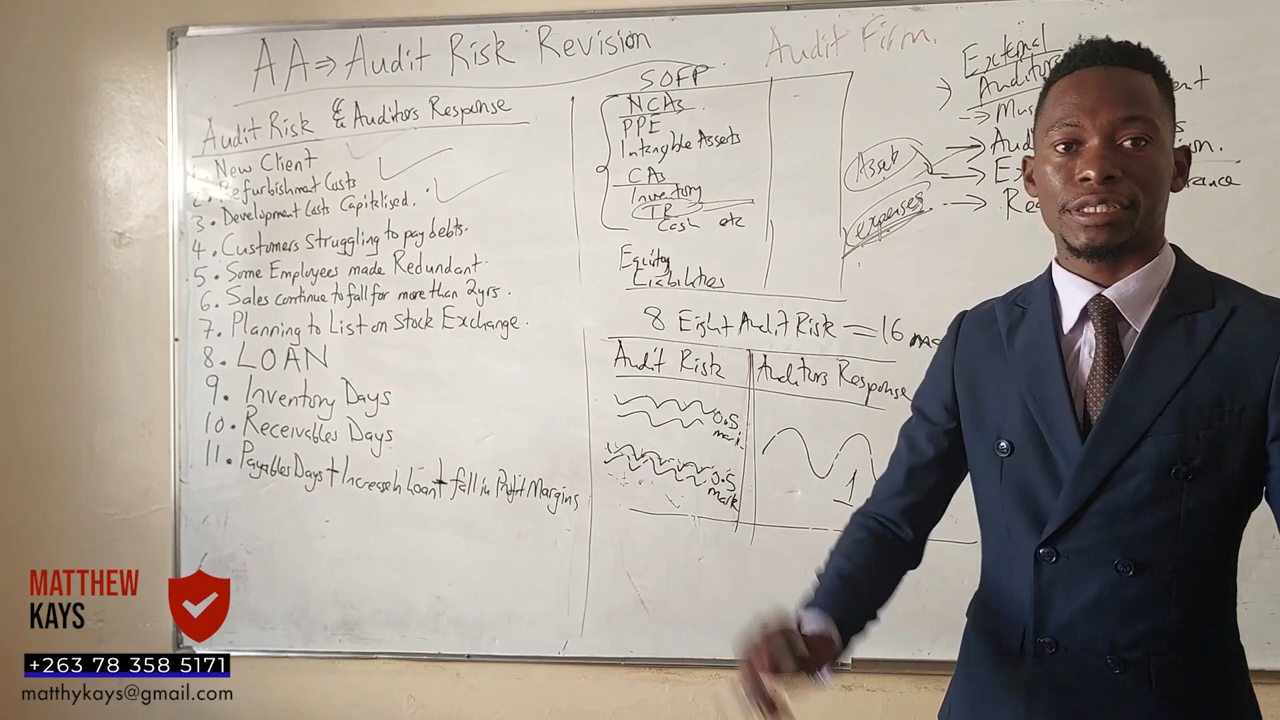 AA⇒ Audit Risk Revision
Audit Risk & Auditors Response
1. New Client
2. Refurbishment Costs
3. Development Costs Capitalised.
4. Customers Struggling to pay debts.
5. Some Employees made Redundant.
6. Sales continue to fall for more than 2yrs.
7. Planning to List on Stock Exchange.
8. LOAN
9. Inventory Days
10. Receivables Days
11. Payables Days + Increase in Loan + fall in Profit Margins
SOFP
NCAs
PPE
Intangible Assets
CAs
Inventory
TR
Cash etc
Equity
Liabilities
Audit Firm.
External
Auditors
Asset
expenses
8 Eight Audit Risk = 16
Audit Risk
Auditors Response
0.5
mark
0.5
mark
1
MATTHEW
KAYS
+263 78 358 5171
matthykays@gmail.com